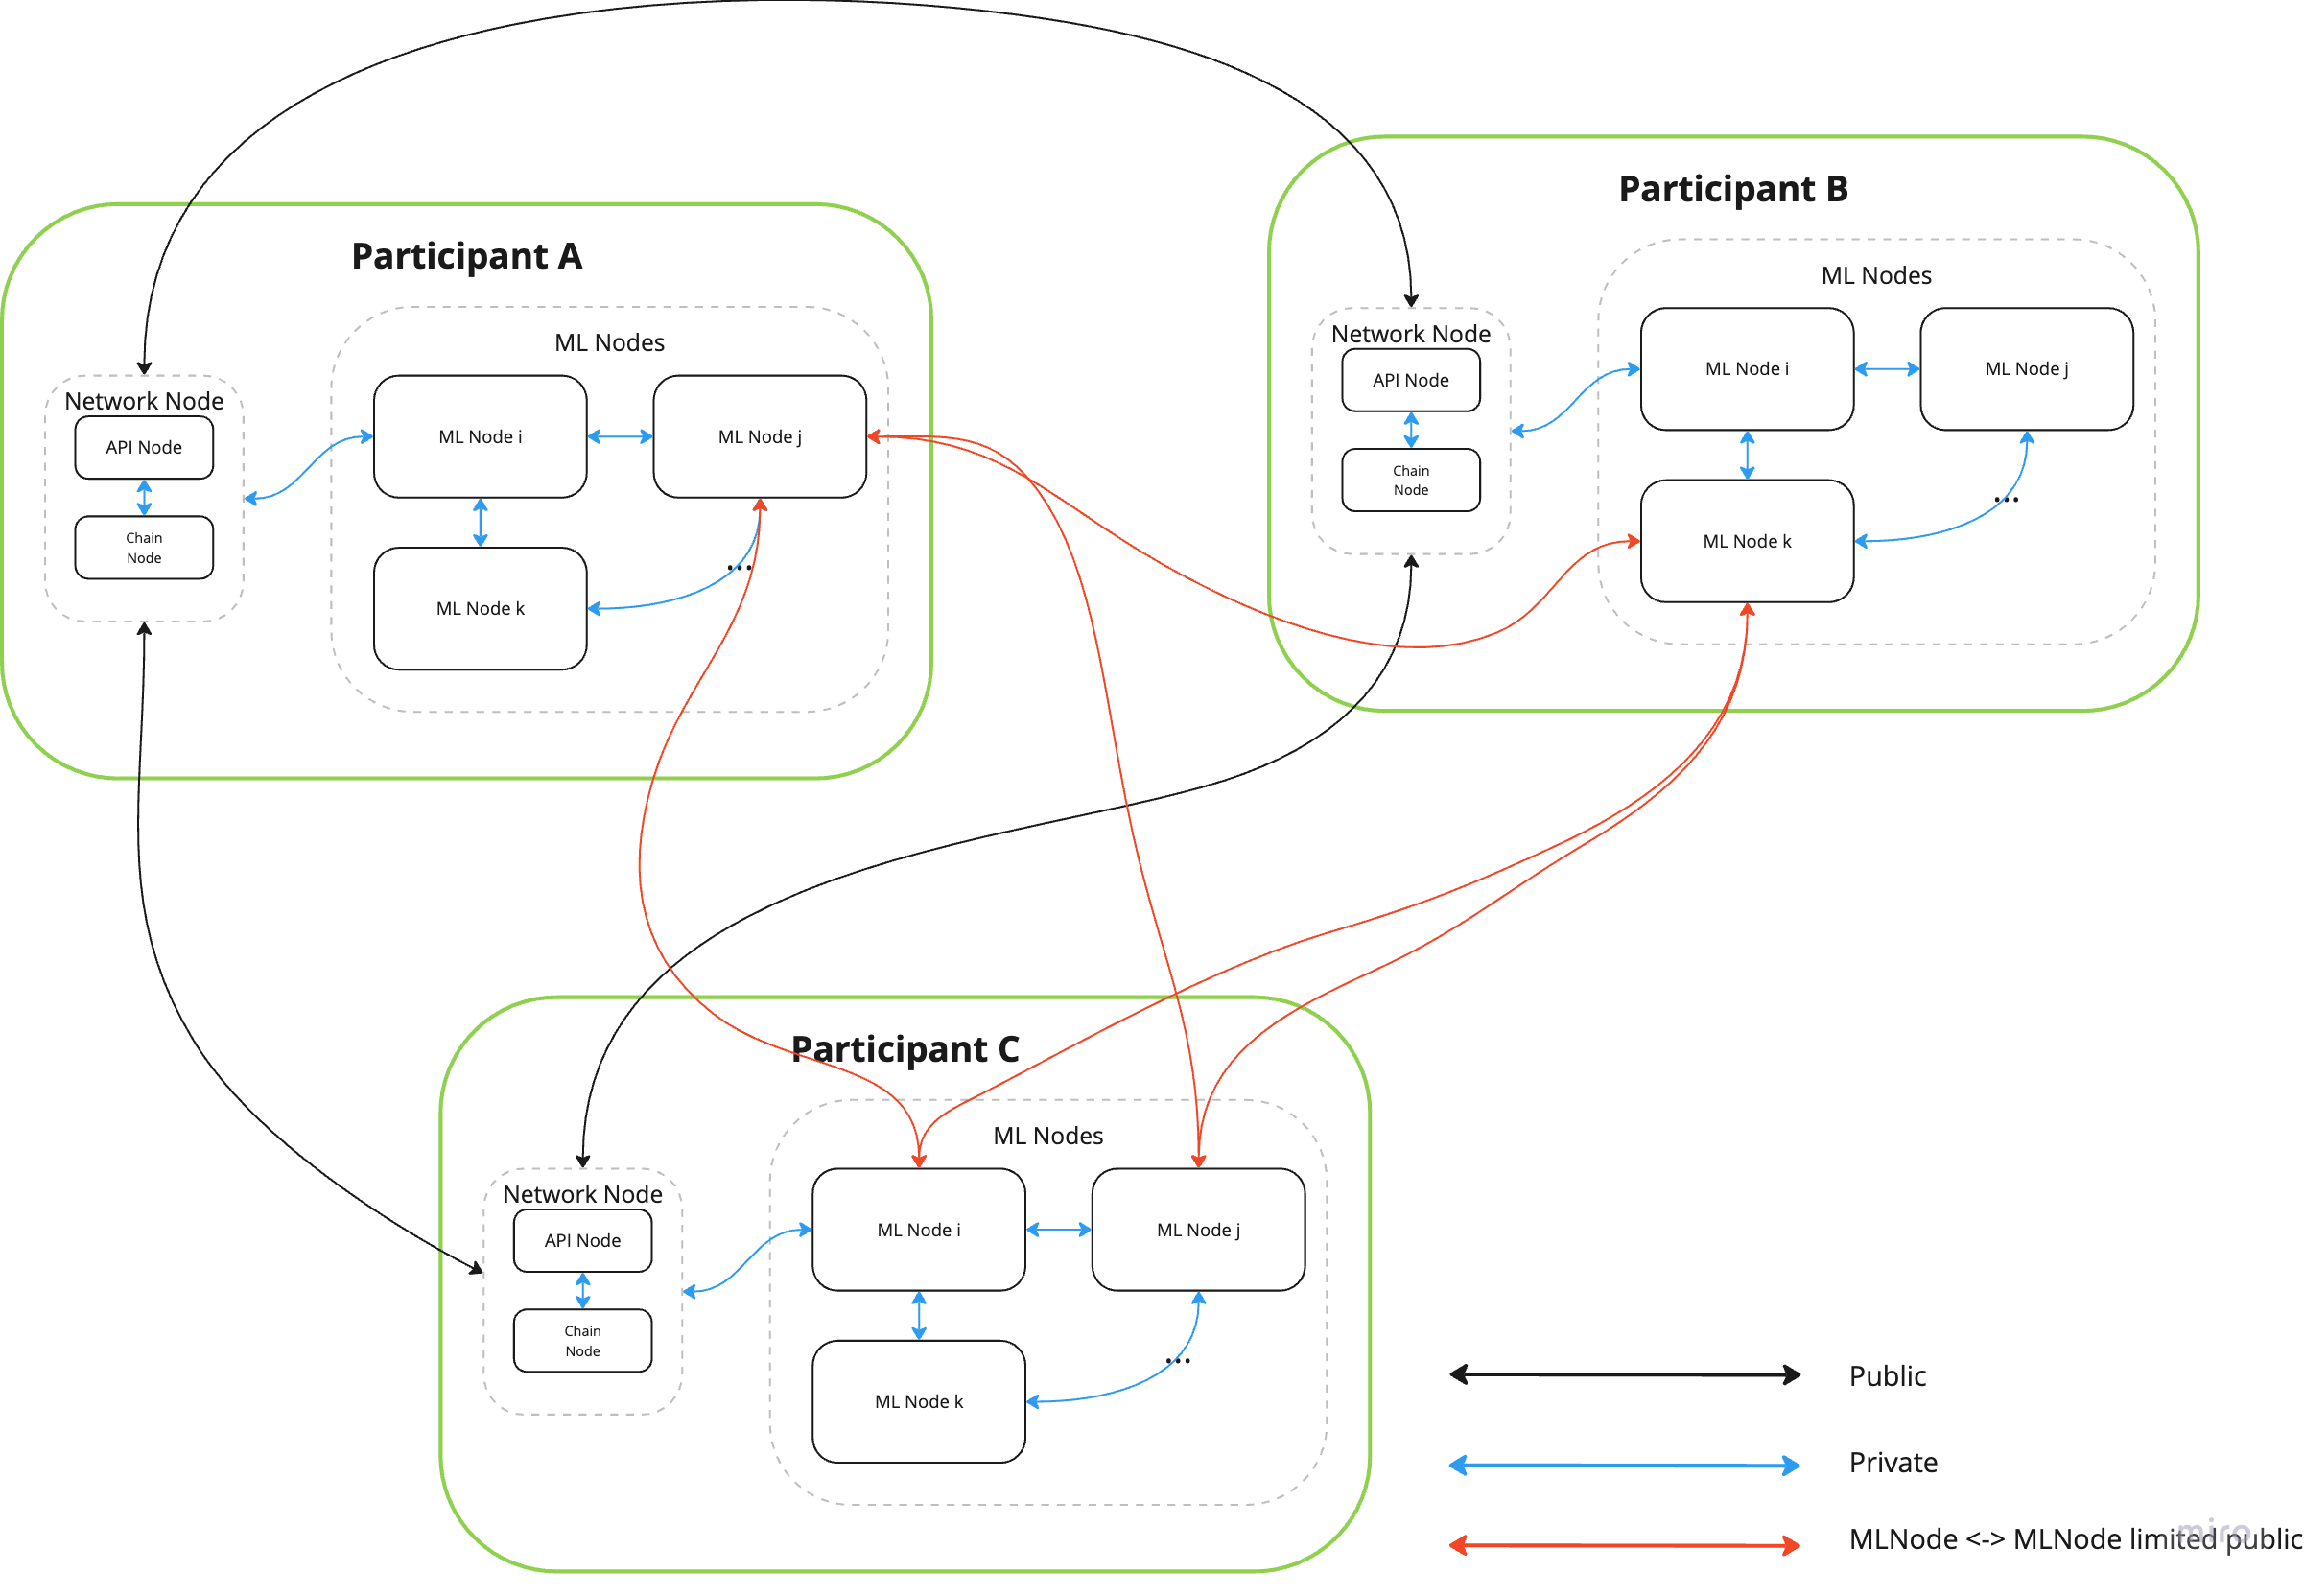 Participant A
ML Nodes
Network Node
API Node
Chain
Node
ML Node i
ML Node j
ML Node k
...
Participant B
ML Nodes
Network Node
API Node
Chain
Node
ML Node i
ML Node j
ML Node k
...
Participant C
ML Nodes
Network Node
API Node
Chain
Node
ML Node i
ML Node j
ML Node k
...
Public
Private
MLNode <-> MLNode limited public
miro